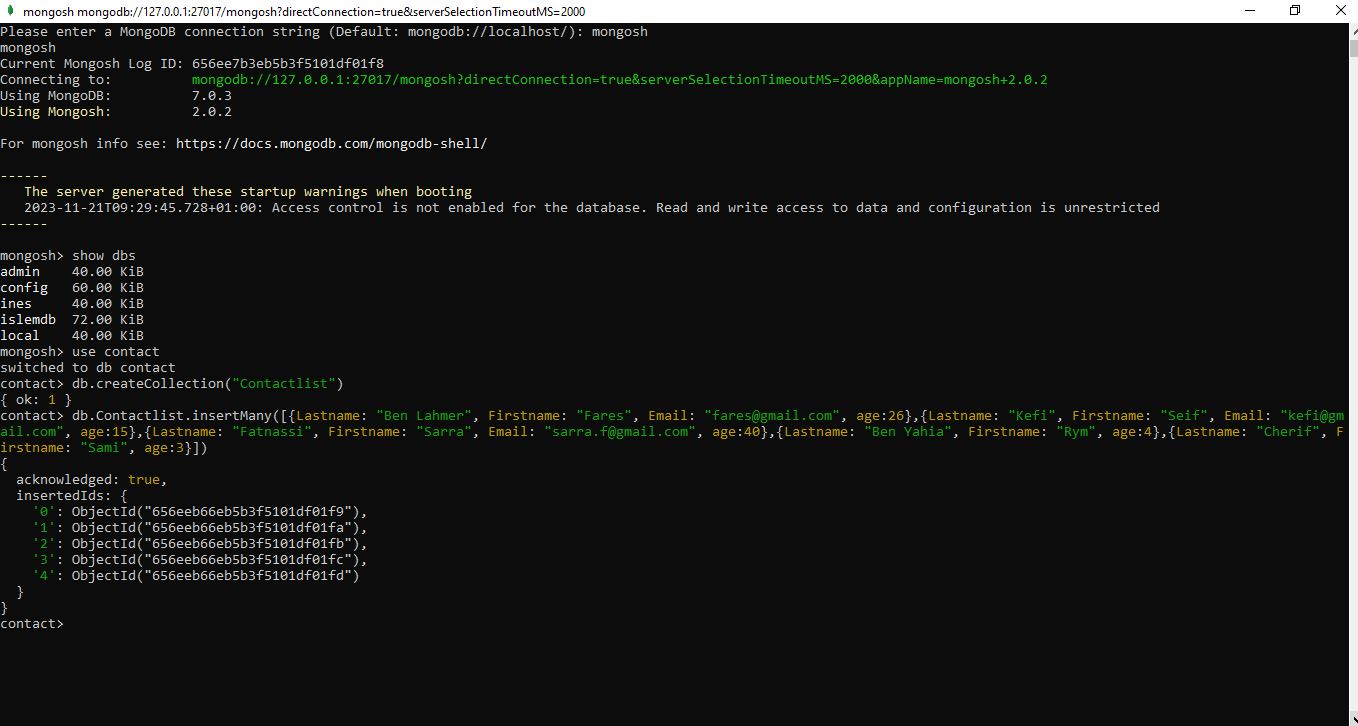 mongosh mongodb://127.0.0.1:27017/mongosh?directConnection=true&serverSelectionTimeoutMS=2000
Please enter a MongoDB connection string (Default: mongodb://localhost/): mongosh
mongosh
Current Mongosh Log ID: 656ee7b3eb5b3f5101df01f8
Connecting to:          mongodb://127.0.0.1:27017/mongosh?directConnection=true&serverSelectionTimeoutMS=2000&appName=mongosh+2.0.2
Using MongoDB:          7.0.3
Using Mongosh:          2.0.2
For mongosh info see: https://docs.mongodb.com/mongodb-shell/
------
   The server generated these startup warnings when booting
   2023-11-21T09:29:45.728+01:00: Access control is not enabled for the database. Read and write access to data and configuration is unrestricted
------
mongosh> show dbs
admin    40.00 KiB
config   60.00 KiB
ines     40.00 KiB
islemdb  72.00 KiB
local    40.00 KiB
mongosh> use contact
switched to db contact
contact> db.createCollection("Contactlist")
{ ok: 1 }
contact> db.Contactlist.insertMany([{Lastname: "Ben Lahmer", Firstname: "Fares", Email: "fares@gmail.com", age:26},{Lastname: "Kefi", Firstname: "Seif", Email: "kefi@gm
ail.com", age:15},{Lastname: "Fatnassi", Firstname: "Sarra", Email: "sarra.f@gmail.com", age:40},{Lastname: "Ben Yahia", Firstname: "Rym", age:4},{Lastname: "Cherif", F
irstname: "Sami", age:3}])
{
  acknowledged: true,
  insertedIds: {
    '0': ObjectId("656eeb66eb5b3f5101df01f9"),
    '1': ObjectId("656eeb66eb5b3f5101df01fa"),
    '2': ObjectId("656eeb66eb5b3f5101df01fb"),
    '3': ObjectId("656eeb66eb5b3f5101df01fc"),
    '4': ObjectId("656eeb66eb5b3f5101df01fd")
  }
}
contact>